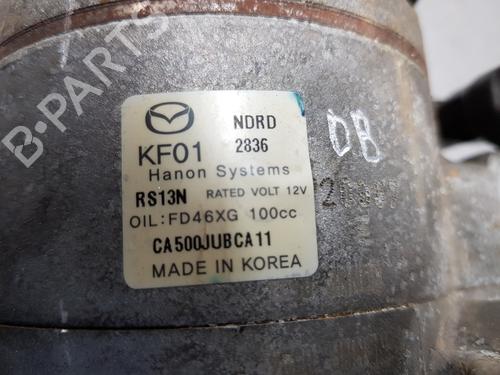 B-PARTS
NDRD
KF01 2836
Hanon Systems
RS13N RATED VOLT 12V
OIL:FD46XG 100cc
CA500JUBCA11
MADE IN KOREA
DB